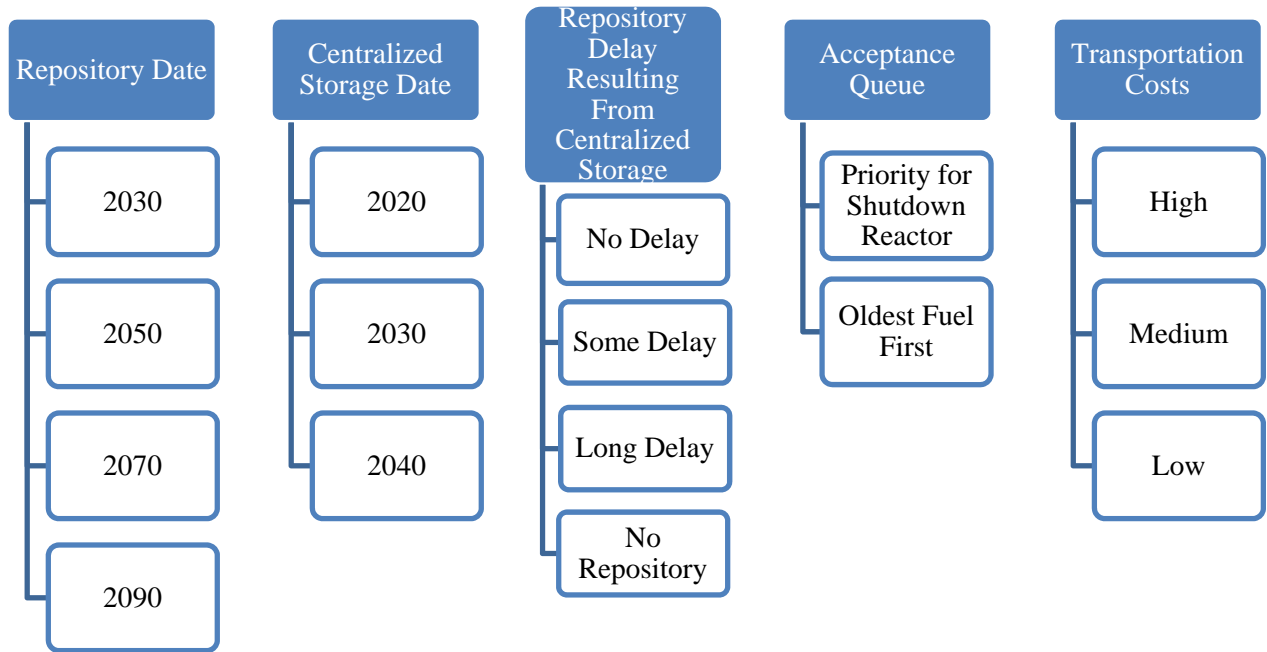 Repository Date
2030
2050
2070
2090
Centralized
Storage Date
2020
2030
2040
Repository
Delay
Resulting
From
Centralized
Storage
No Delay
Some Delay
Long Delay
No
Repository
Acceptance
Queue
Priority for
Shutdown
Reactor
Oldest Fuel
First
Transportation
Costs
High
Medium
Low